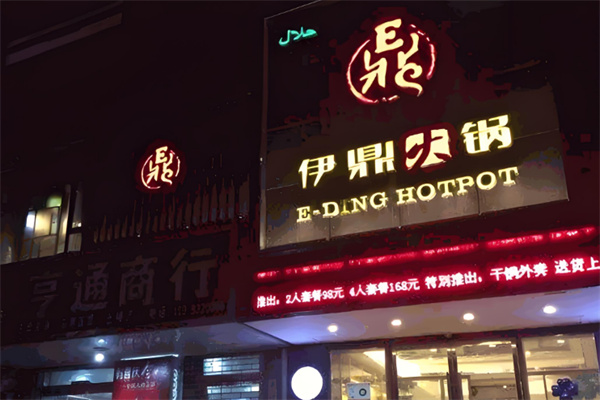 حلال
伊鼎火锅
E-DING HOTPOT
推出：2人套餐98元 4人套餐168元 特别推出：干锅外卖 送货上
亨通商行